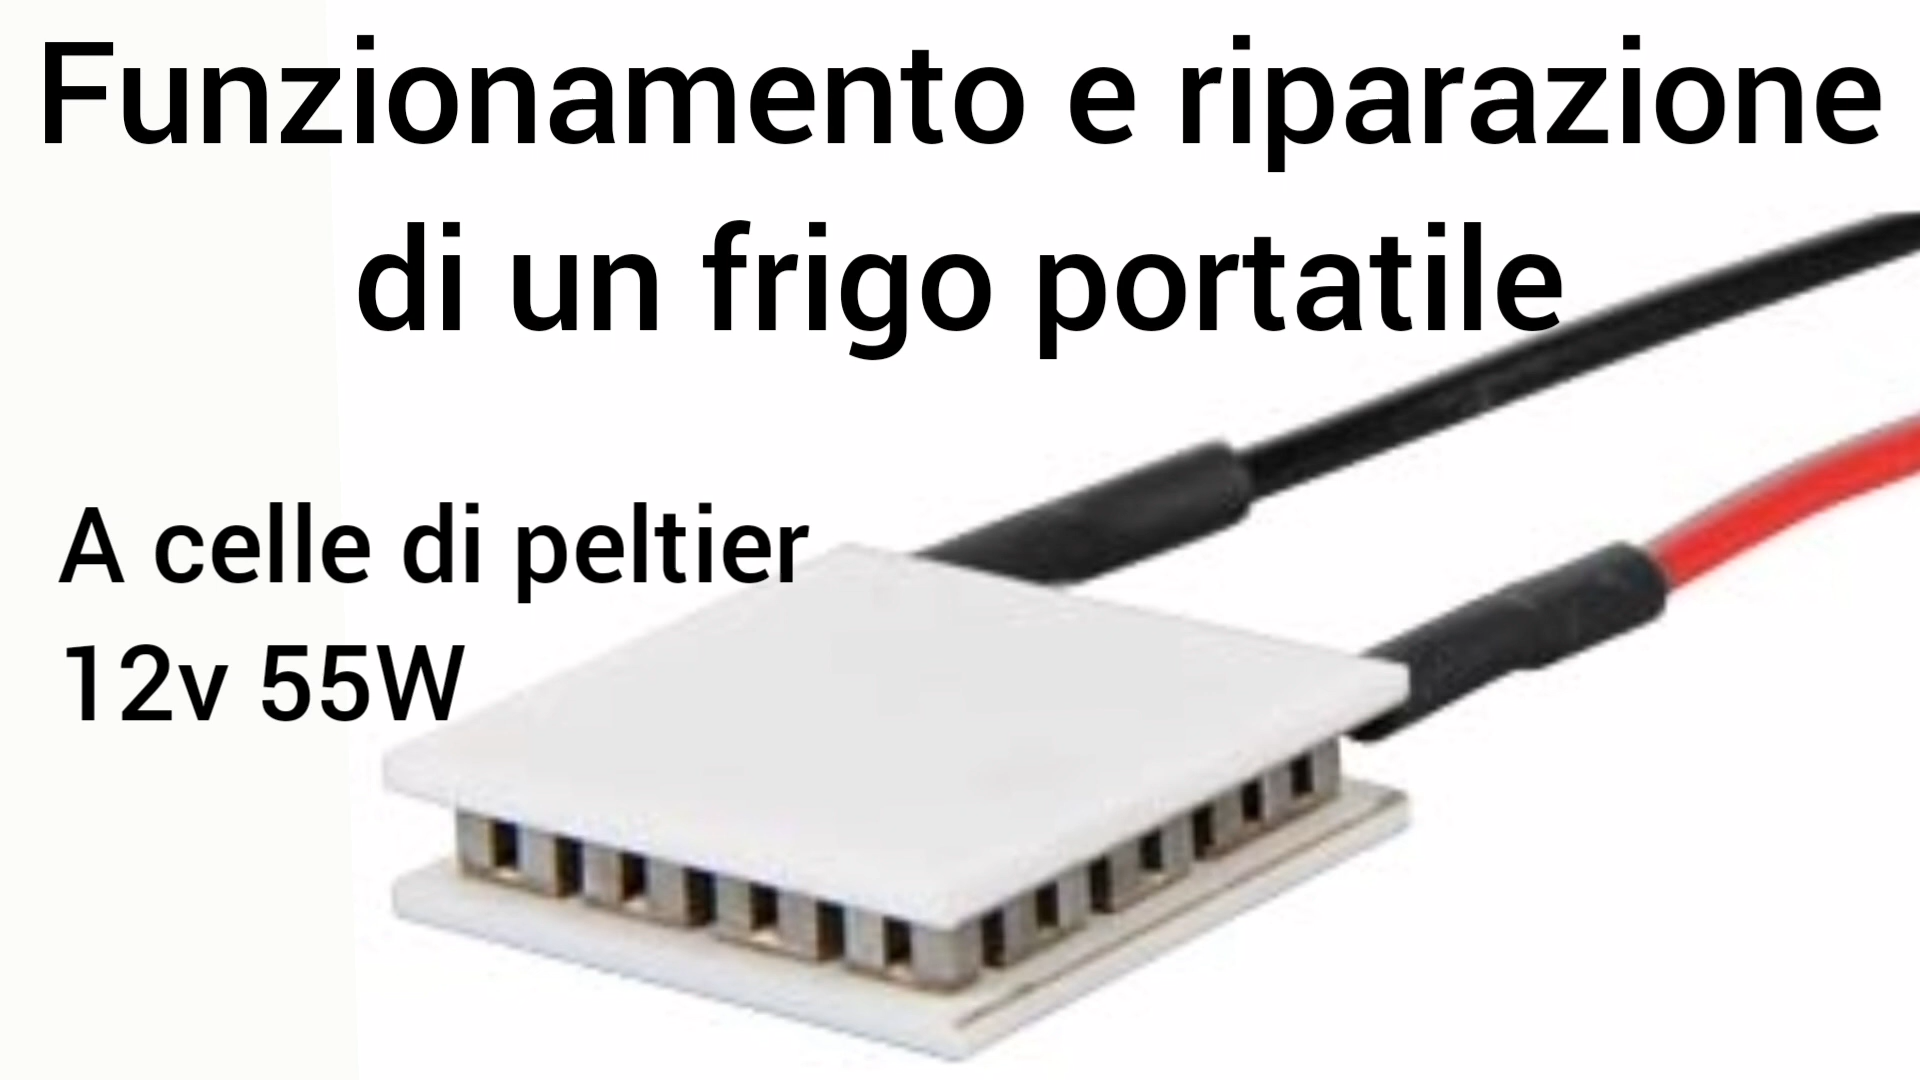 Funzionamento e riparazione
di un frigo portatile
A celle di peltier
12v 55W